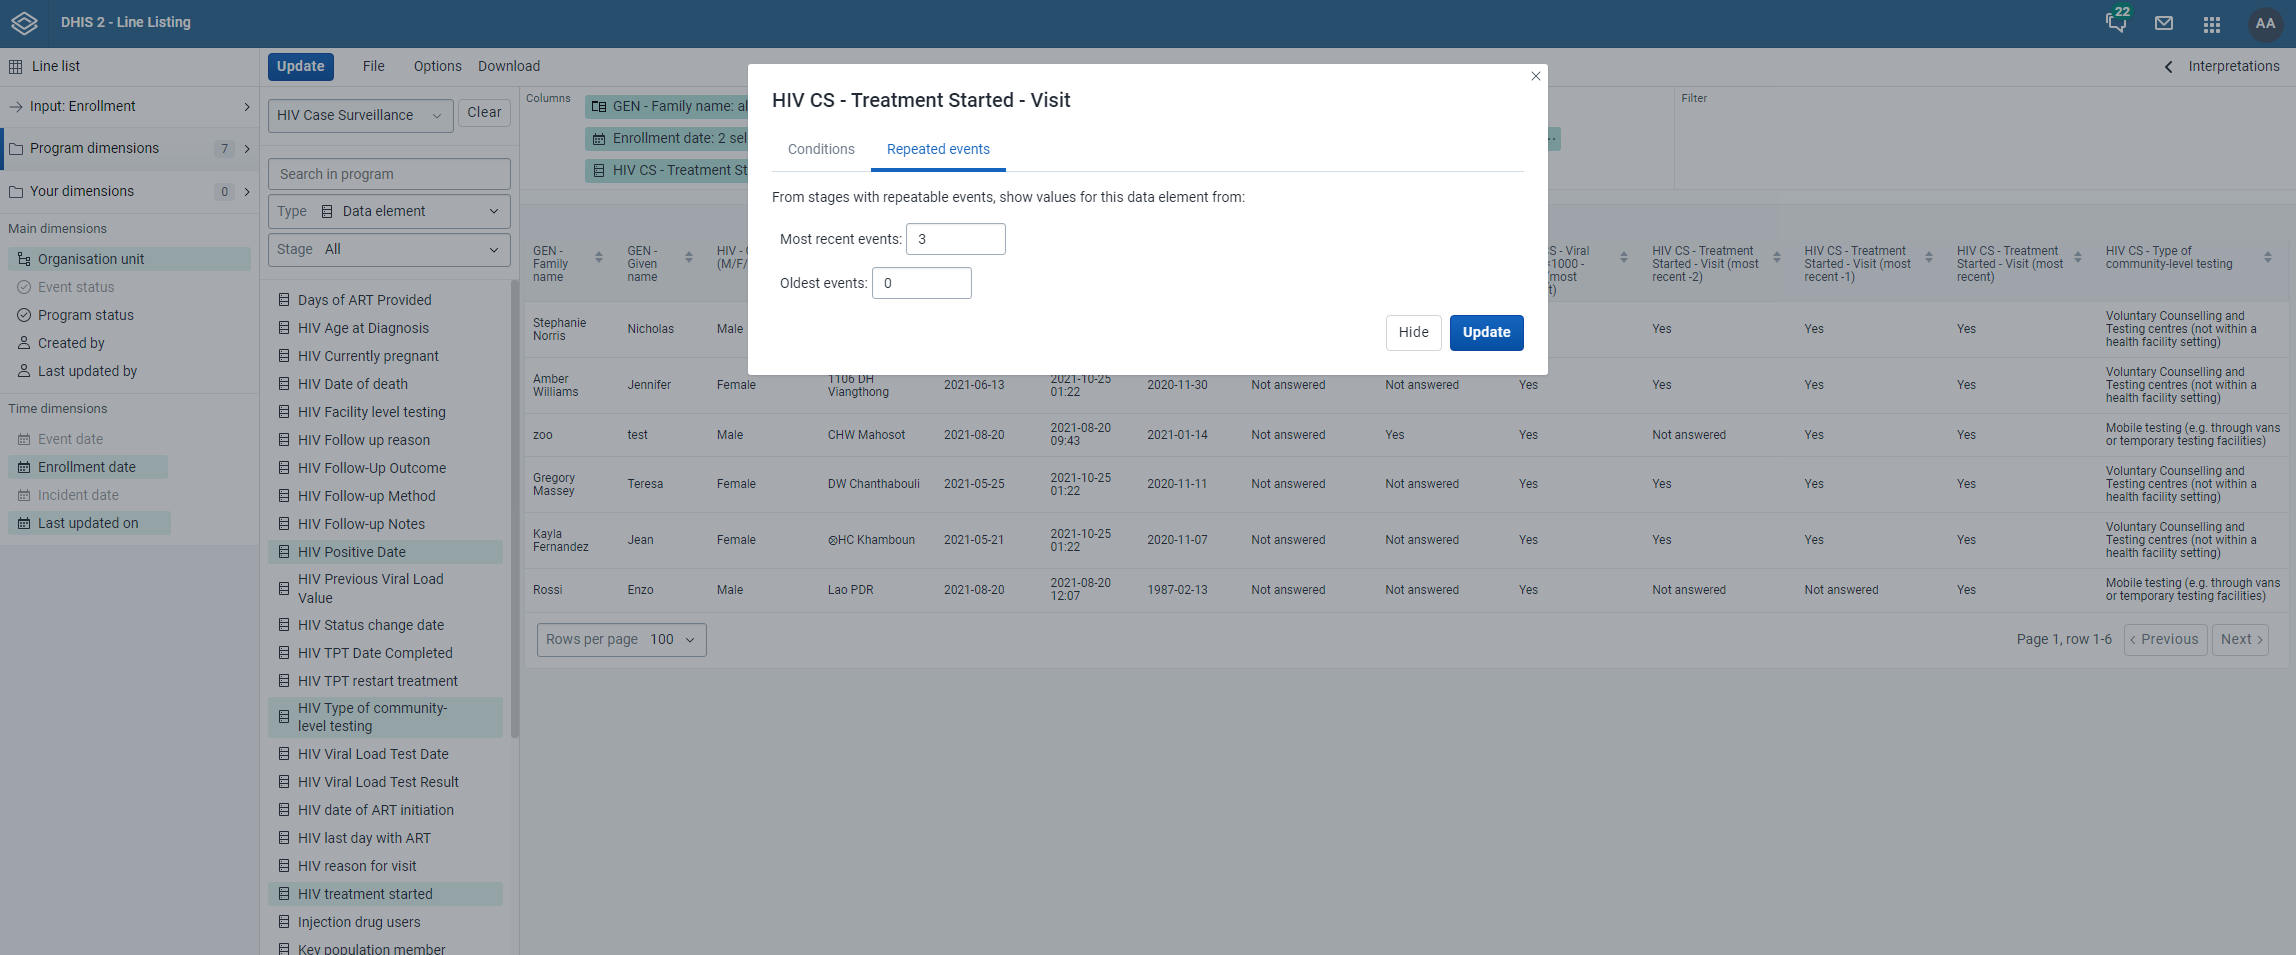 DHIS 2 - Line Listing
22
AA
Line list
Update
File
Options
Download
Interpretations
Input: Enrollment
Program dimensions
7
Your dimensions
0
Main dimensions
Organisation unit
Event status
Program status
Created by
Last updated by
Time dimensions
Event date
Enrollment date
Incident date
Last updated on
HIV Case Surveillance
Clear
Search in program
Type
Data element
Stage
All
Days of ART Provided
HIV Age at Diagnosis
HIV Currently pregnant
HIV Date of death
HIV Facility level testing
HIV Follow up reason
HIV Follow-Up Outcome
HIV Follow-up Method
HIV Follow-up Notes
HIV Positive Date
HIV Previous Viral Load
Value
HIV Status change date
HIV TPT Date Completed
HIV TPT restart treatment
HIV Type of community-
level testing
HIV Viral Load Test Date
HIV Viral Load Test Result
HIV date of ART initiation
HIV last day with ART
HIV reason for visit
HIV treatment started
Injection drug users
Key population member
Columns
GEN - Family name: al
Enrollment date: 2 sel
HIV CS - Treatment St
Filter
HIV CS - Treatment Started - Visit
Conditions
Repeated events
From stages with repeatable events, show values for this data element from:
Most recent events:
3
Oldest events:
0
Hide
Update
GEN -
Family
name
GEN -
Given
name
HIV -
(M/F/
S - Viral
<1000 -
(most
t)
HIV CS - Treatment
Started - Visit (most
recent -2)
HIV CS - Treatment
Started - Visit (most
recent -1)
HIV CS - Treatment
Started - Visit (most
recent)
HIV CS - Type of
community-level testing
Stephanie
Norris
Nicholas
Male
Yes
Yes
Yes
Voluntary Counselling and
Testing centres (not within a
health facility setting)
Amber
Williams
Jennifer
Female
1106 DH
Viangthong
2021-06-13
2021-10-25
01:22
2020-11-30
Not answered
Not answered
Yes
Yes
Yes
Yes
Voluntary Counselling and
Testing centres (not within a
health facility setting)
zoo
test
Male
CHW Mahosot
2021-08-20
2021-08-20
09:43
2021-01-14
Not answered
Yes
Yes
Not answered
Yes
Yes
Mobile testing (e.g. through vans
or temporary testing facilities)
Gregory
Massey
Teresa
Female
DW Chanthabouli
2021-05-25
2021-10-25
01:22
2020-11-11
Not answered
Not answered
Yes
Yes
Yes
Yes
Voluntary Counselling and
Testing centres (not within a
health facility setting)
Kayla
Fernandez
Jean
Female
⊗HC Khamboun
2021-05-21
2021-10-25
01:22
2020-11-07
Not answered
Not answered
Yes
Yes
Yes
Yes
Voluntary Counselling and
Testing centres (not within a
health facility setting)
Rossi
Enzo
Male
Lao PDR
2021-08-20
2021-08-20
12:07
1987-02-13
Not answered
Not answered
Yes
Not answered
Not answered
Yes
Mobile testing (e.g. through vans
or temporary testing facilities)
Rows per page
100
Page 1, row 1-6
Previous
Next